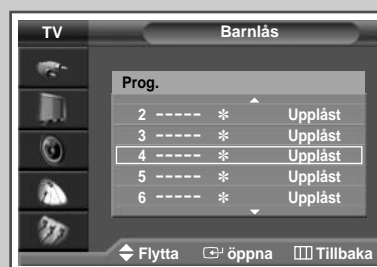 TV Barnlås
Prog.
2 ----- ✻ Upplåst
3 ----- ✻ Upplåst
4 ----- ✻ Upplåst
5 ----- ✻ Upplåst
6 ----- ✻ Upplåst
Flytta öppna Tillbaka